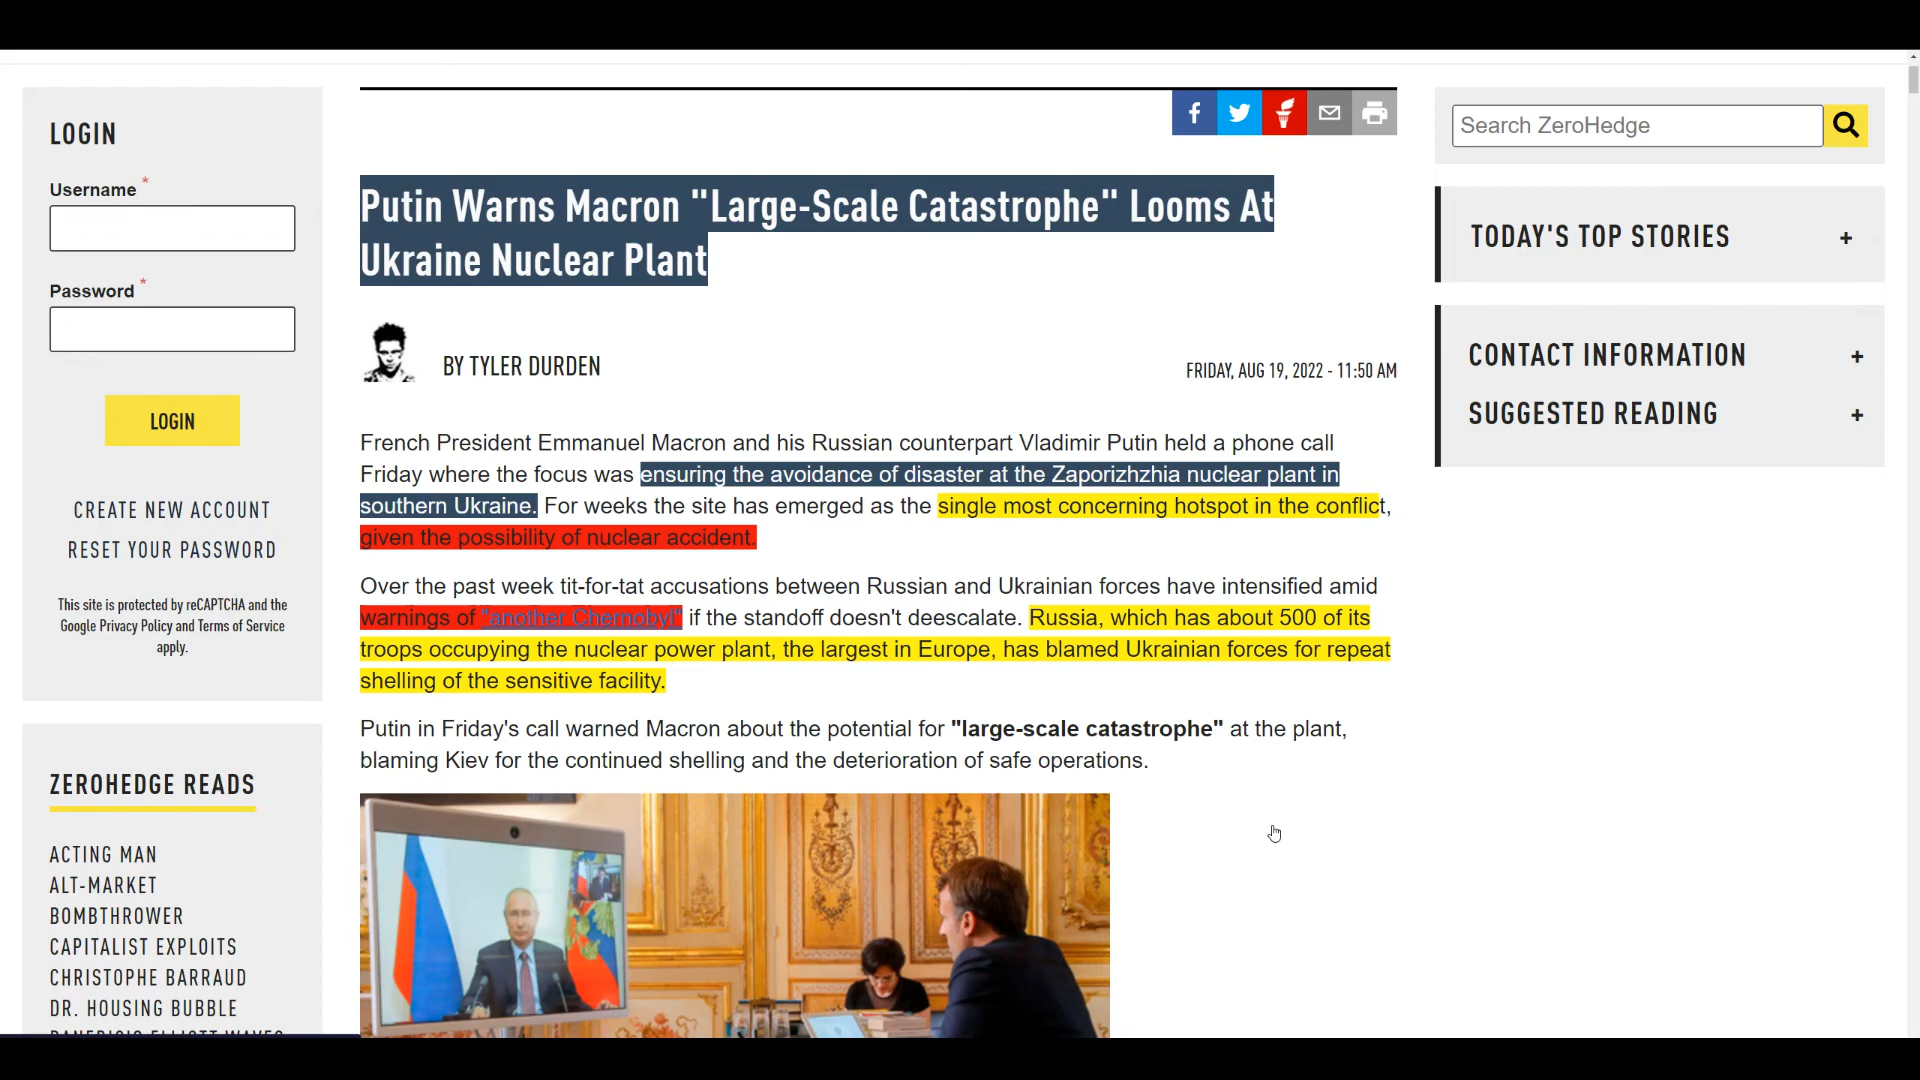 LOGIN
Username *
Password *
LOGIN
CREATE NEW ACCOUNT
RESET YOUR PASSWORD
This site is protected by reCAPTCHA and the
Google Privacy Policy and Terms of Service
apply.
ZEROHEDGE READS
ACTING MAN
ALT-MARKET
BOMBTHROWER
CAPITALIST EXPLOITS
CHRISTOPHE BARRAUD
DR. HOUSING BUBBLE
Putin Warns Macron "Large-Scale Catastrophe" Looms At
Ukraine Nuclear Plant
BY TYLER DURDEN
FRIDAY, AUG 19, 2022 - 11:50 AM
French President Emmanuel Macron and his Russian counterpart Vladimir Putin held a phone call
Friday where the focus was ensuring the avoidance of disaster at the Zaporizhzhia nuclear plant in
southern Ukraine. For weeks the site has emerged as the single most concerning hotspot in the conflict,
given the possibility of nuclear accident.
Over the past week tit-for-tat accusations between Russian and Ukrainian forces have intensified amid
warnings of "another Chernobyl" if the standoff doesn't deescalate. Russia, which has about 500 of its
troops occupying the nuclear power plant, the largest in Europe, has blamed Ukrainian forces for repeat
shelling of the sensitive facility.
Putin in Friday's call warned Macron about the potential for "large-scale catastrophe" at the plant,
blaming Kiev for the continued shelling and the deterioration of safe operations.
Search ZeroHedge
TODAY'S TOP STORIES +
CONTACT INFORMATION +
SUGGESTED READING +